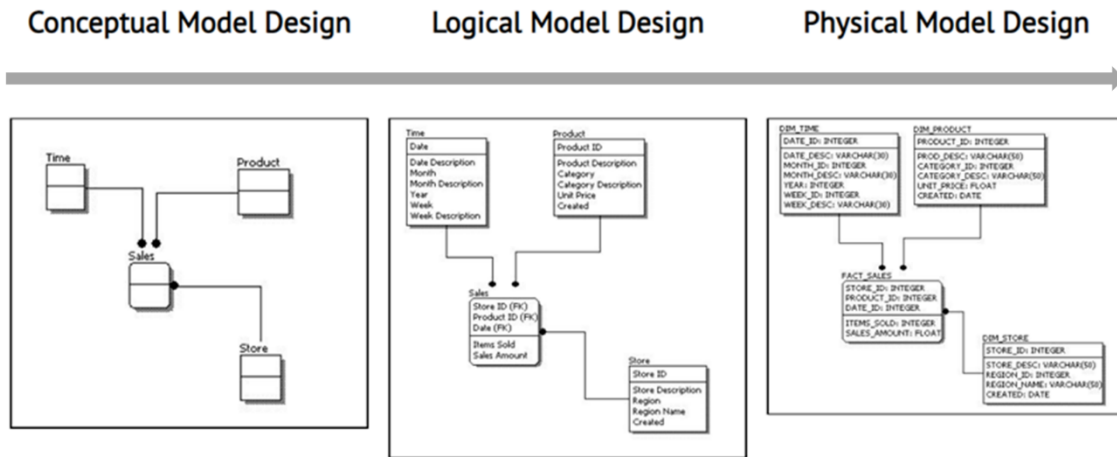 Conceptual Model Design
Logical Model Design
Physical Model Design
Time
Product
Sales
Store
Time
Date
Date Description
Month
Month Description
Year
Week
Week Description
Product
Product ID
Product Description
Category
Category Description
Unit Price
Created
Sales
Store ID (FK)
Product ID (FK)
Date (FK)
Items Sold
Sales Amount
Store
Store ID
Store Description
Region
Region Name
Created
DIM_TIME
DATE_ID: INTEGER
DATE_DESC: VARCHAR(30)
MONTH_ID: INTEGER
MONTH_DESC: VARCHAR(30)
YEAR: INTEGER
WEEK_ID: INTEGER
WEEK_DESC: VARCHAR(30)
DIM_PRODUCT
PRODUCT_ID: INTEGER
PROD_DESC: VARCHAR(50)
CATEGORY_ID: INTEGER
CATEGORY_DESC: VARCHAR(50)
UNIT_PRICE: FLOAT
CREATED: DATE
FACT_SALES
STORE_ID: INTEGER
PRODUCT_ID: INTEGER
DATE_ID: INTEGER
ITEMS_SOLD: INTEGER
SALES_AMOUNT: FLOAT
DIM_STORE
STORE_ID: INTEGER
STORE_DESC: VARCHAR(50)
REGION_ID: INTEGER
REGION_NAME: VARCHAR(50)
CREATED: DATE